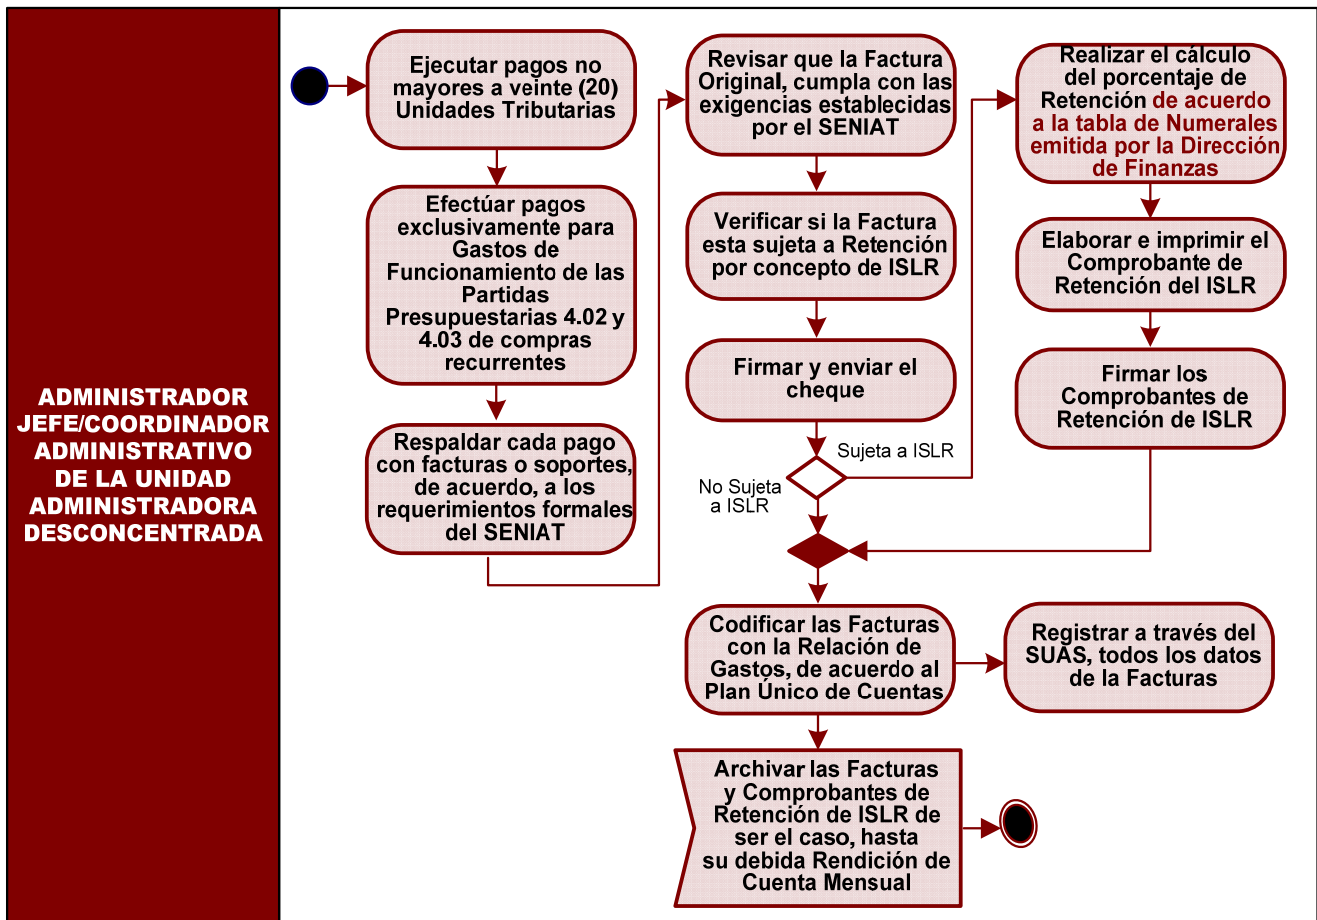 ADMINISTRADOR
JEFE/COORDINADOR
ADMINISTRATIVO
DE LA UNIDAD
ADMINISTRADORA
DESCONCENTRADA
Ejecutar pagos no
mayores a veinte (20)
Unidades Tributarias
Efectúar pagos
exclusivamente para
Gastos de
Funcionamiento de las
Partidas
Presupuestarias 4.02 y
4.03 de compras
recurrentes
Respaldar cada pago
con facturas o soportes,
de acuerdo, a los
requerimientos formales
del SENIAT
Revisar que la Factura
Original, cumpla con las
exigencias establecidas
por el SENIAT
Verificar si la Factura
esta sujeta a Retención
por concepto de ISLR
Firmar y enviar el
cheque
Sujeta a ISLR
No Sujeta
a ISLR
Realizar el cálculo
del porcentaje de
Retención de acuerdo
a la tabla de Numerales
emitida por la Dirección
de Finanzas
Elaborar e imprimir el
Comprobante de
Retención del ISLR
Firmar los
Comprobantes de
Retención de ISLR
Codificar las Facturas
con la Relación de
Gastos, de acuerdo al
Plan Único de Cuentas
Registrar a través del
SUAS, todos los datos
de la Facturas
Archivar las Facturas
y Comprobantes de
Retención de ISLR de
ser el caso, hasta
su debida Rendición de
Cuenta Mensual